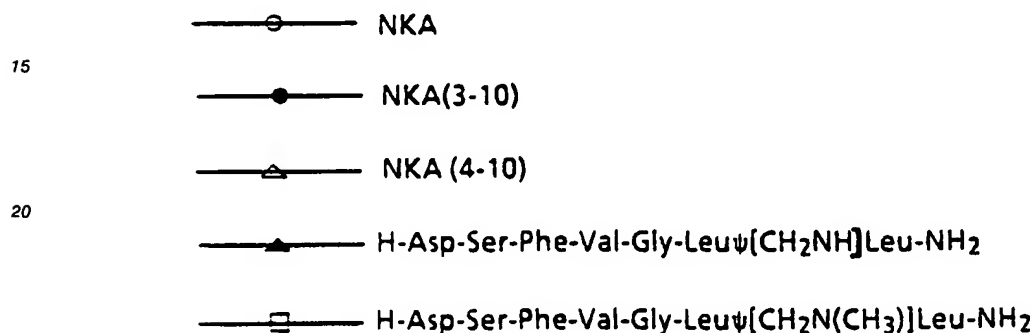 NKA
15
NKA(3-10)
NKA (4-10)
20
H-Asp-Ser-Phe-Val-Gly-Leuψ[CH₂NH]Leu-NH₂
H-Asp-Ser-Phe-Val-Gly-Leuψ[CH₂N(CH₃)]Leu-NH₂